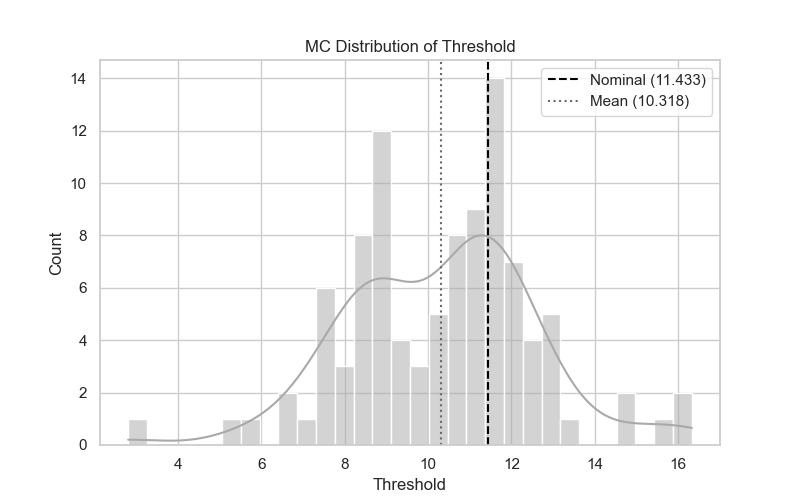 MC Distribution of Threshold
Nominal (11.433)
Mean (10.318)
14
12
10
8
6
4
2
0
Count
4 6 8 10 12 14 16
Threshold